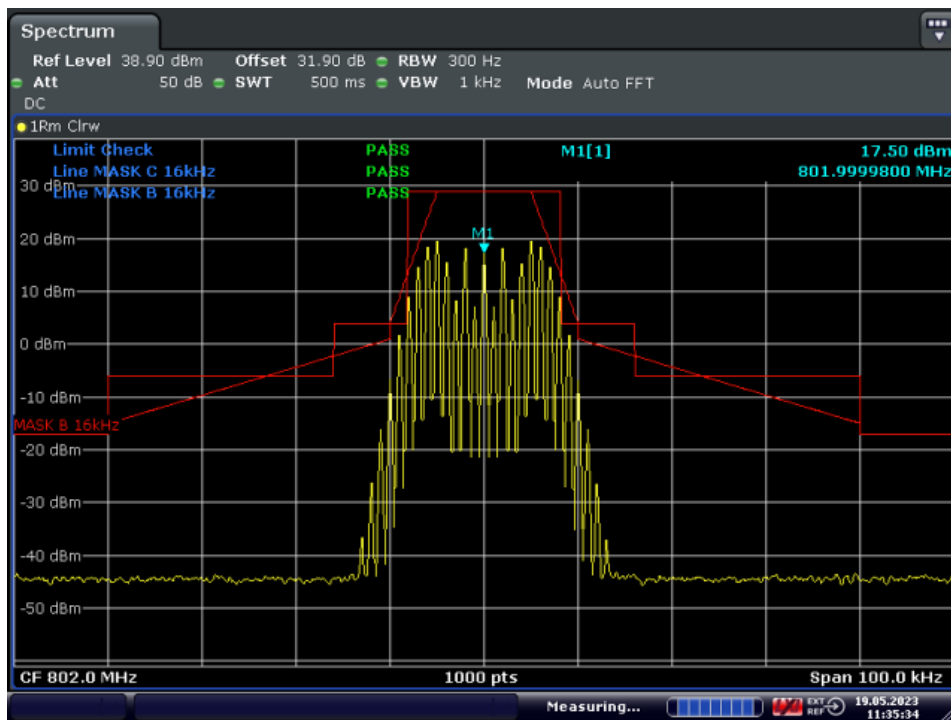 Spectrum
Ref Level 38.90 dBm Offset 31.90 dB RBW 300 Hz
Att 50 dB SWT 500 ms VBW 1 kHz Mode Auto FFT
DC
1Rm Clrw
Limit Check PASS M1[1] 17.50 dBm
Line MASK C 16kHz PASS 801.9999800 MHz
30 dBm
Line MASK B 16kHz PASS
M1
20 dBm
10 dBm
0 dBm
-10 dBm
MASK B 16kHz
-20 dBm
-30 dBm
-40 dBm
-50 dBm
CF 802.0 MHz 1000 pts Span 100.0 kHz
Measuring... EXT REF 19.05.2023
11:35:34